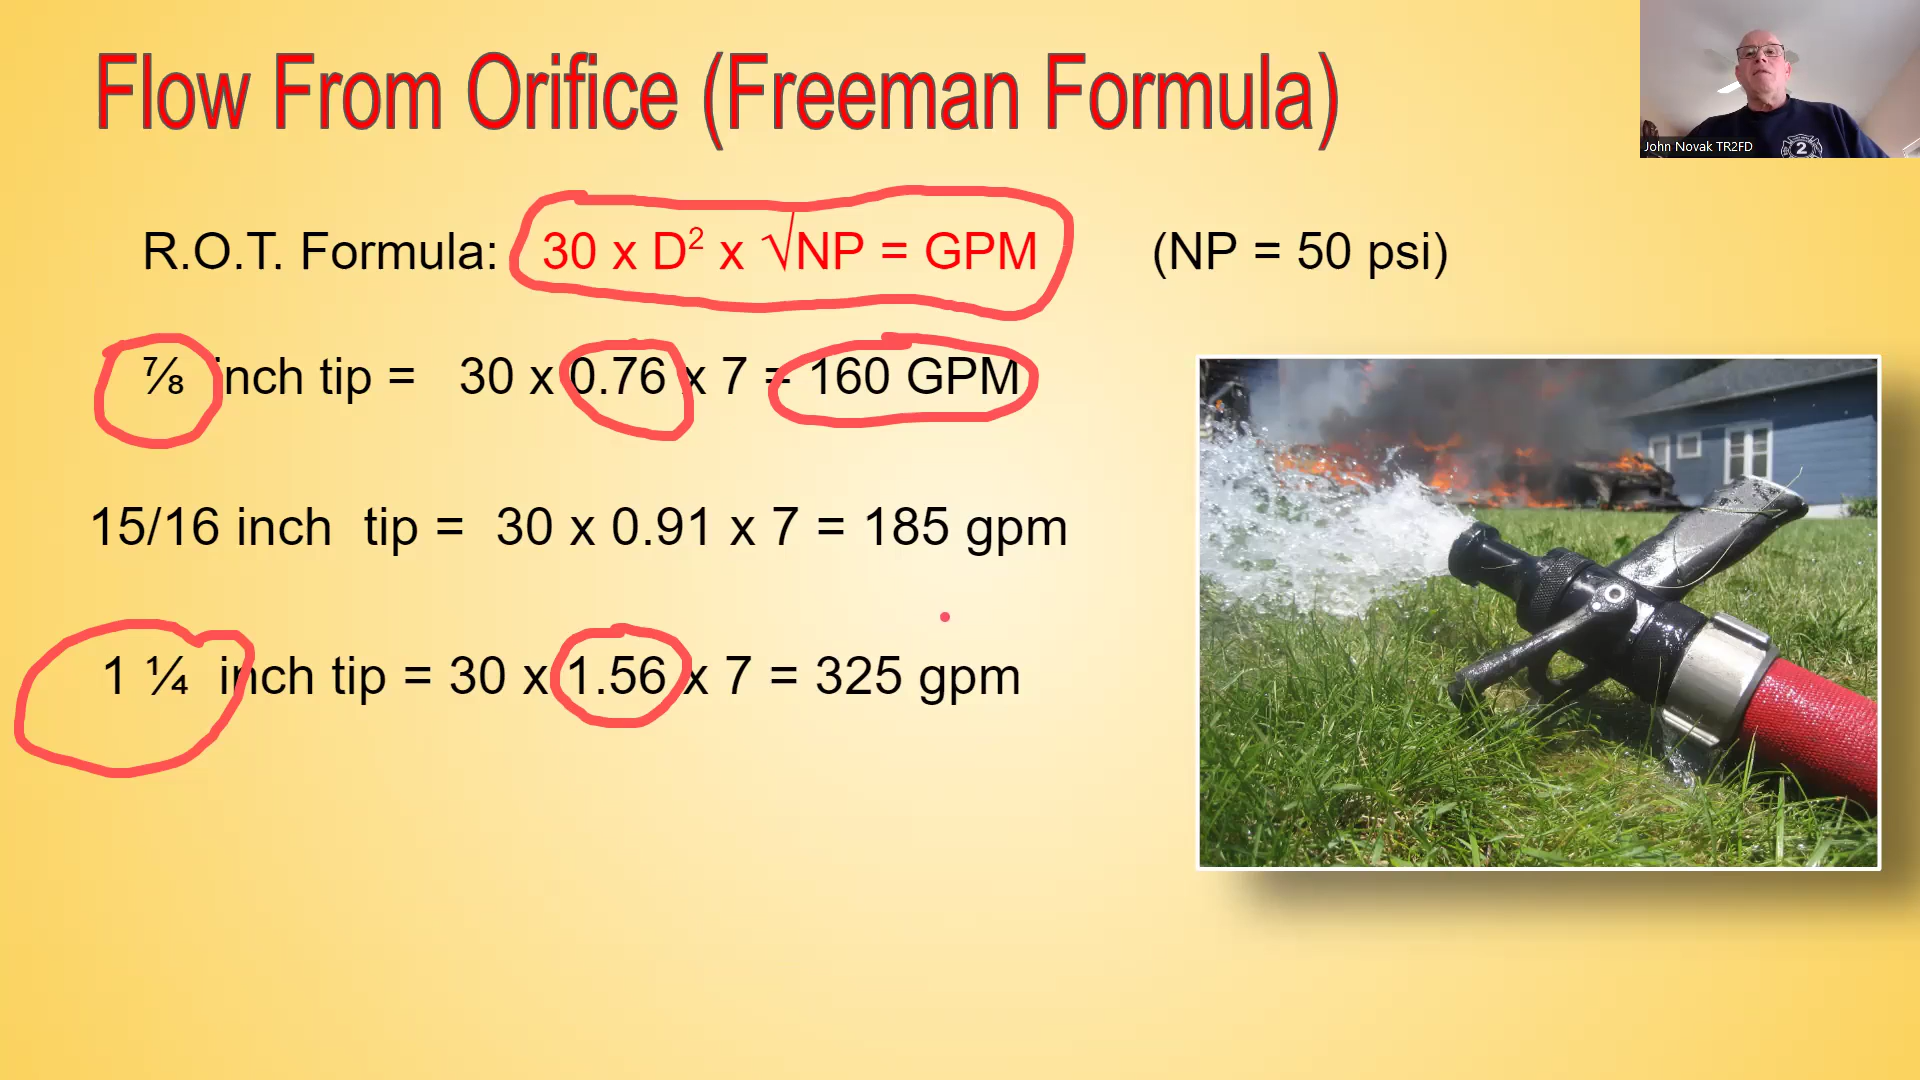 Flow From Orifice (Freeman Formula)
John Novak TR2FD
2
R.O.T. Formula: 30 x D² x √NP = GPM (NP = 50 psi)
⅞ inch tip = 30 x 0.76 x 7 = 160 GPM
15/16 inch tip = 30 x 0.91 x 7 = 185 gpm
1 ¼ inch tip = 30 x 1.56 x 7 = 325 gpm